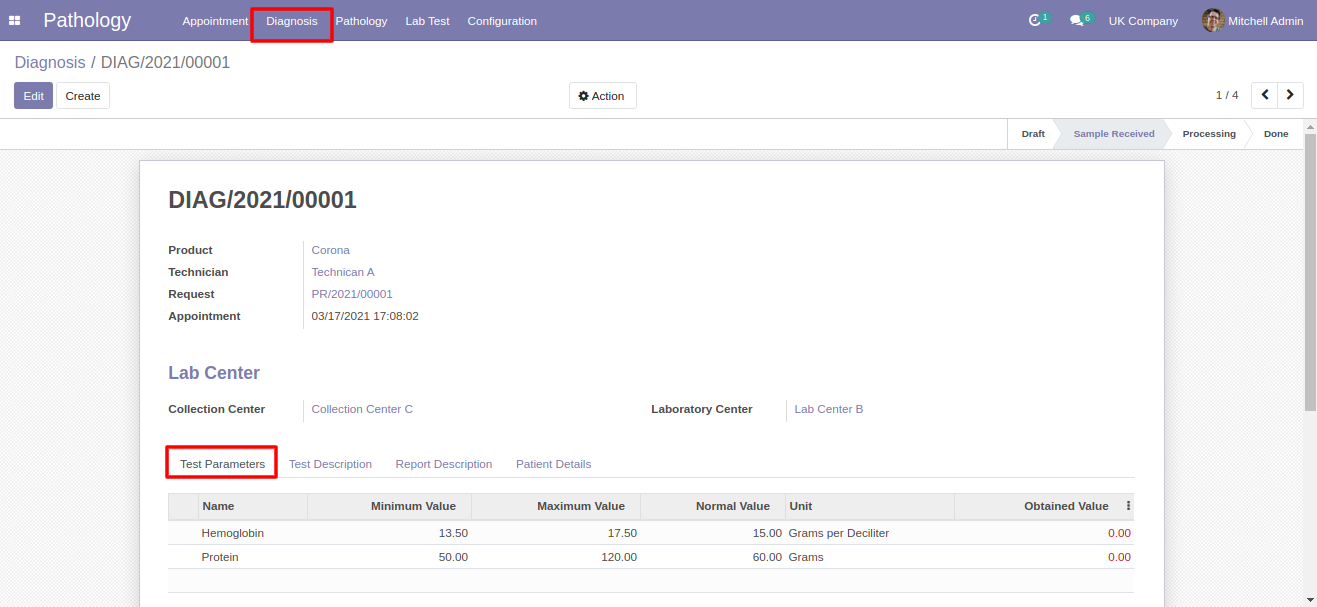 Pathology Appointment Diagnosis Pathology Lab Test Configuration 1 6 UK Company Mitchell Admin
Diagnosis / DIAG/2021/00001
Edit Create Action 1 / 4
Draft Sample Received Processing Done
DIAG/2021/00001
Product Corona
Technician Technican A
Request PR/2021/00001
Appointment 03/17/2021 17:08:02
Lab Center
Collection Center Collection Center C Laboratory Center Lab Center B
Test Parameters Test Description Report Description Patient Details
Name Minimum Value Maximum Value Normal Value Unit Obtained Value
Hemoglobin 13.50 17.50 15.00 Grams per Deciliter 0.00
Protein 50.00 120.00 60.00 Grams 0.00